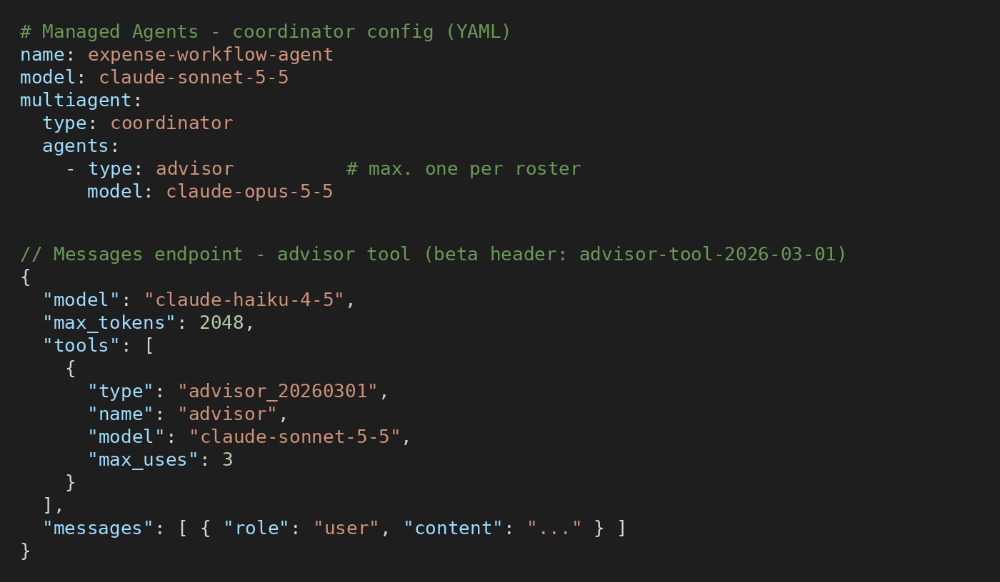 # Managed Agents - coordinator config (YAML)
name: expense-workflow-agent
model: claude-sonnet-5-5
multiagent:
  type: coordinator
  agents:
    - type: advisor          # max. one per roster
      model: claude-opus-5-5
// Messages endpoint - advisor tool (beta header: advisor-tool-2026-03-01)
{
  "model": "claude-haiku-4-5",
  "max_tokens": 2048,
  "tools": [
    {
      "type": "advisor_20260301",
      "name": "advisor",
      "model": "claude-sonnet-5-5",
      "max_uses": 3
    }
  ],
  "messages": [ { "role": "user", "content": "..." } ]
}